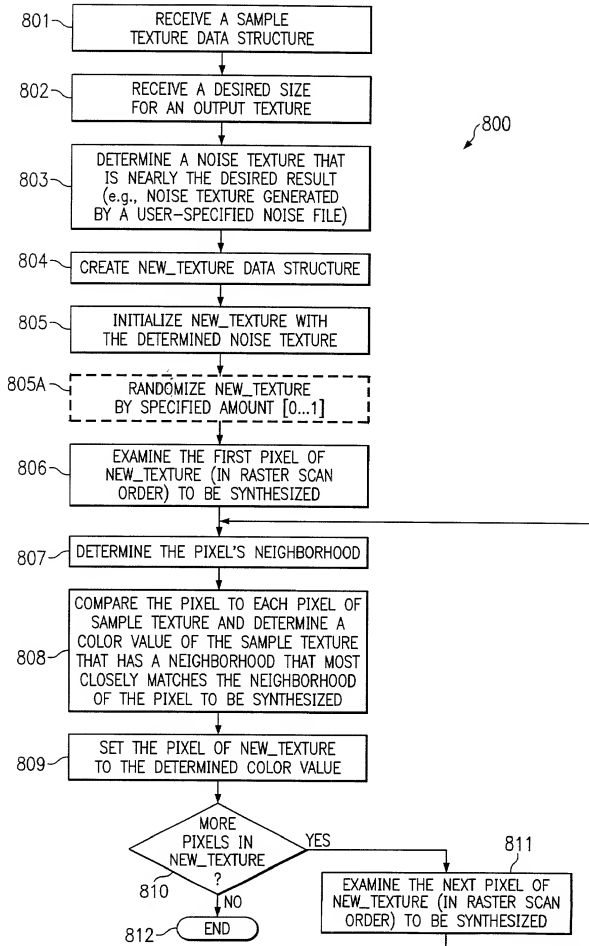 801
RECEIVE A SAMPLE
TEXTURE DATA STRUCTURE
802
RECEIVE A DESIRED SIZE
FOR AN OUTPUT TEXTURE
800
803
DETERMINE A NOISE TEXTURE THAT
IS NEARLY THE DESIRED RESULT
(e.g., NOISE TEXTURE GENERATED
BY A USER-SPECIFIED NOISE FILE)
804
CREATE NEW_TEXTURE DATA STRUCTURE
805
INITIALIZE NEW_TEXTURE WITH
THE DETERMINED NOISE TEXTURE
805A
RANDOMIZE NEW_TEXTURE
BY SPECIFIED AMOUNT [0...1]
806
EXAMINE THE FIRST PIXEL OF
NEW_TEXTURE (IN RASTER SCAN
ORDER) TO BE SYNTHESIZED
807
DETERMINE THE PIXEL'S NEIGHBORHOOD
808
COMPARE THE PIXEL TO EACH PIXEL OF
SAMPLE TEXTURE AND DETERMINE A
COLOR VALUE OF THE SAMPLE TEXTURE
THAT HAS A NEIGHBORHOOD THAT MOST
CLOSELY MATCHES THE NEIGHBORHOOD
OF THE PIXEL TO BE SYNTHESIZED
809
SET THE PIXEL OF NEW_TEXTURE
TO THE DETERMINED COLOR VALUE
MORE
PIXELS IN
NEW_TEXTURE
?
810
YES
NO
811
EXAMINE THE NEXT PIXEL OF
NEW_TEXTURE (IN RASTER SCAN
ORDER) TO BE SYNTHESIZED
812
END